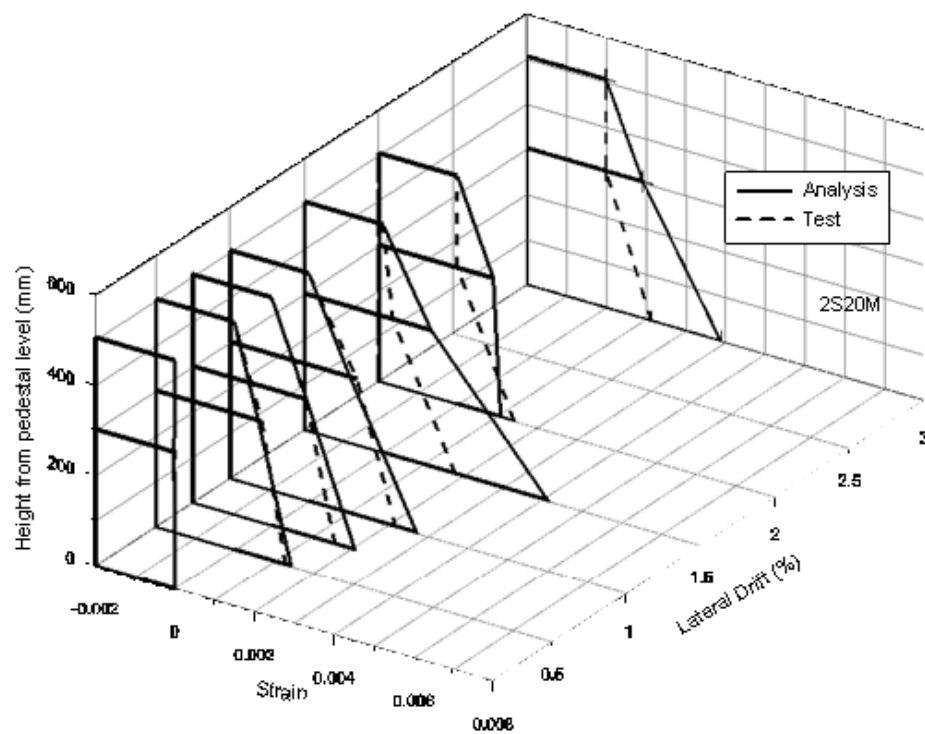 Analysis
Test
2S20M
Height from pedestal level (mm)
600
400
200
0
-0.002
0
0.002
0.004
0.006
0.008
Strain
0.5
1
1.5
2
2.5
3
Lateral Drift (%)